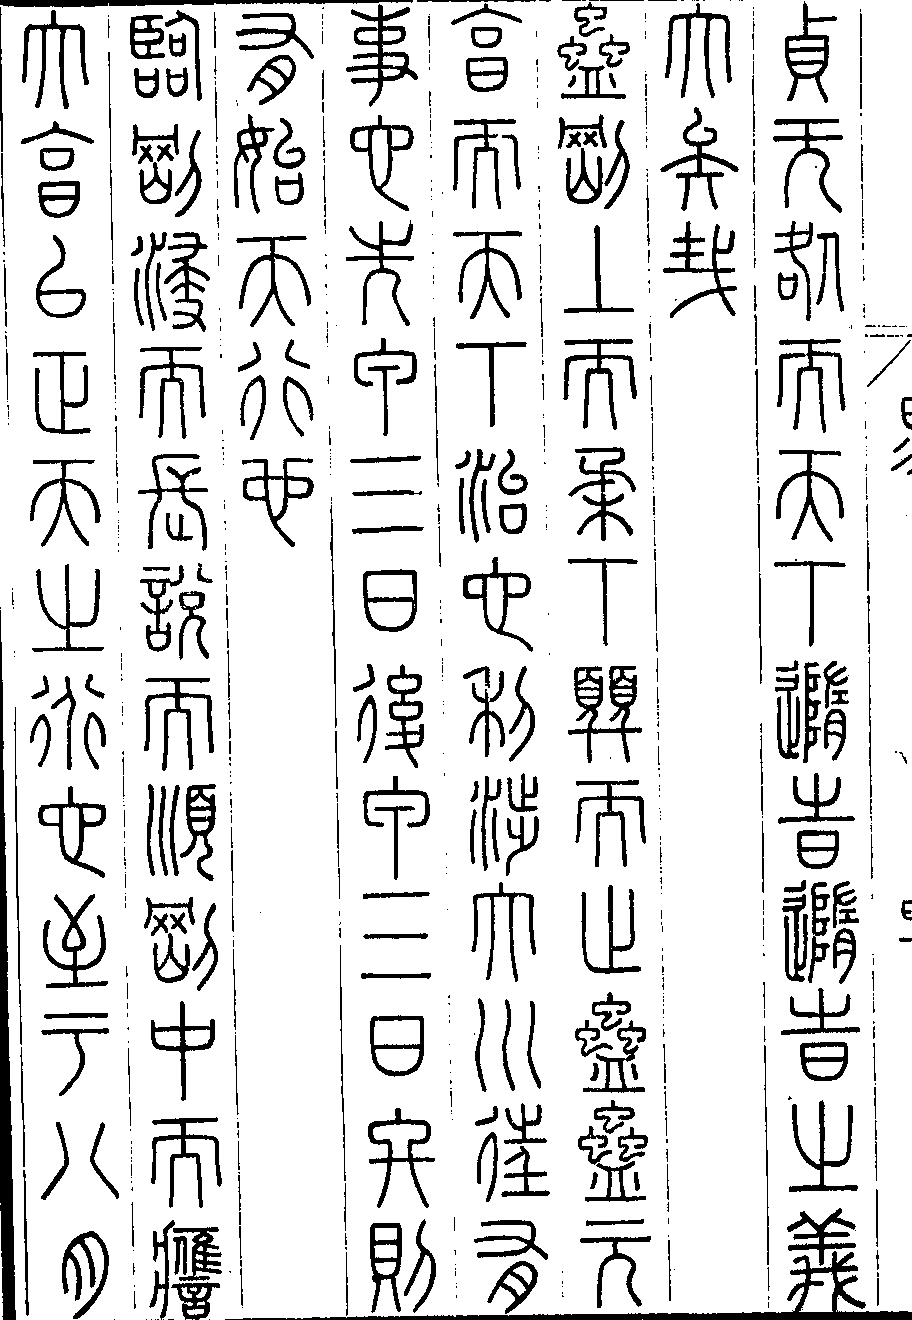 貞无咎而天下隨時隨時之義
大矣哉
蠱剛上而柔下巽而止蠱蠱元
亨而天下治也利涉大川往有
事也先甲三日後甲三日終則
有始天行也
臨剛浸而長說而順剛中而應
大亨以正天之道也至于八月